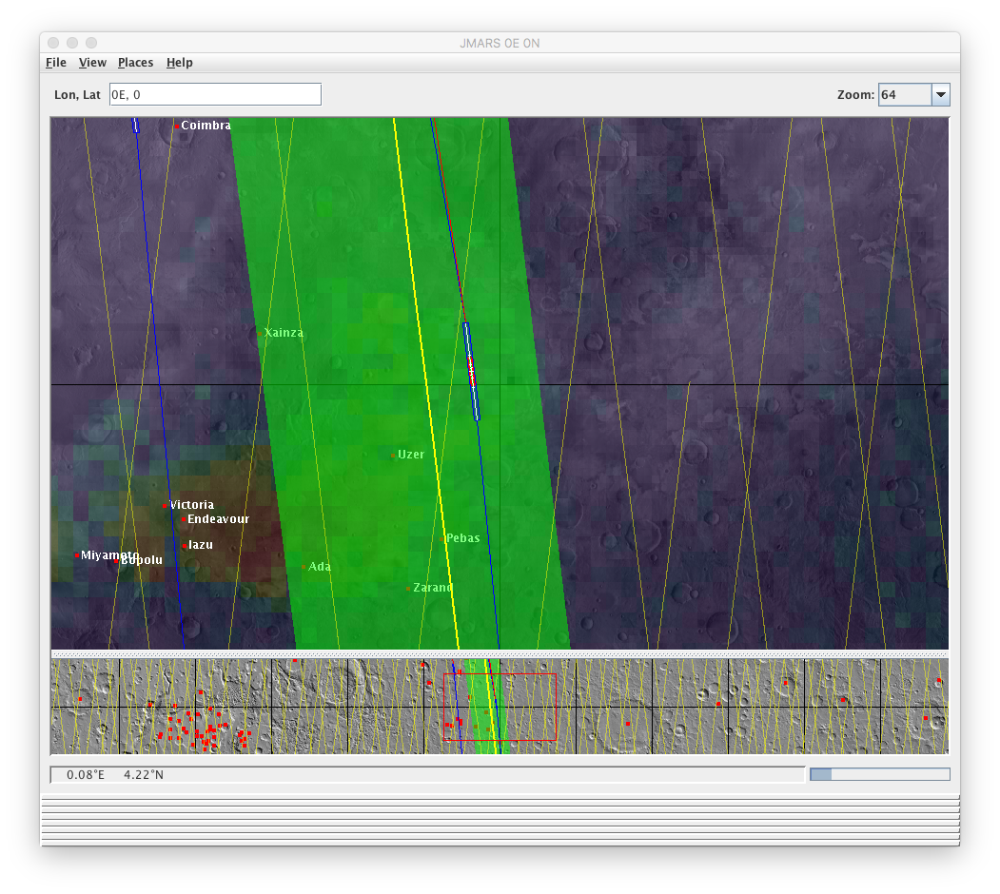 JMARS 0E 0N
File View Places Help
Lon, Lat 0E, 0 Zoom: 64
Coimbra
Xainza
Uzer
Victoria
Endeavour
Pebas
Iazu
Miyamoto
Bopolu
Ada
Zarand
0.08°E 4.22°N